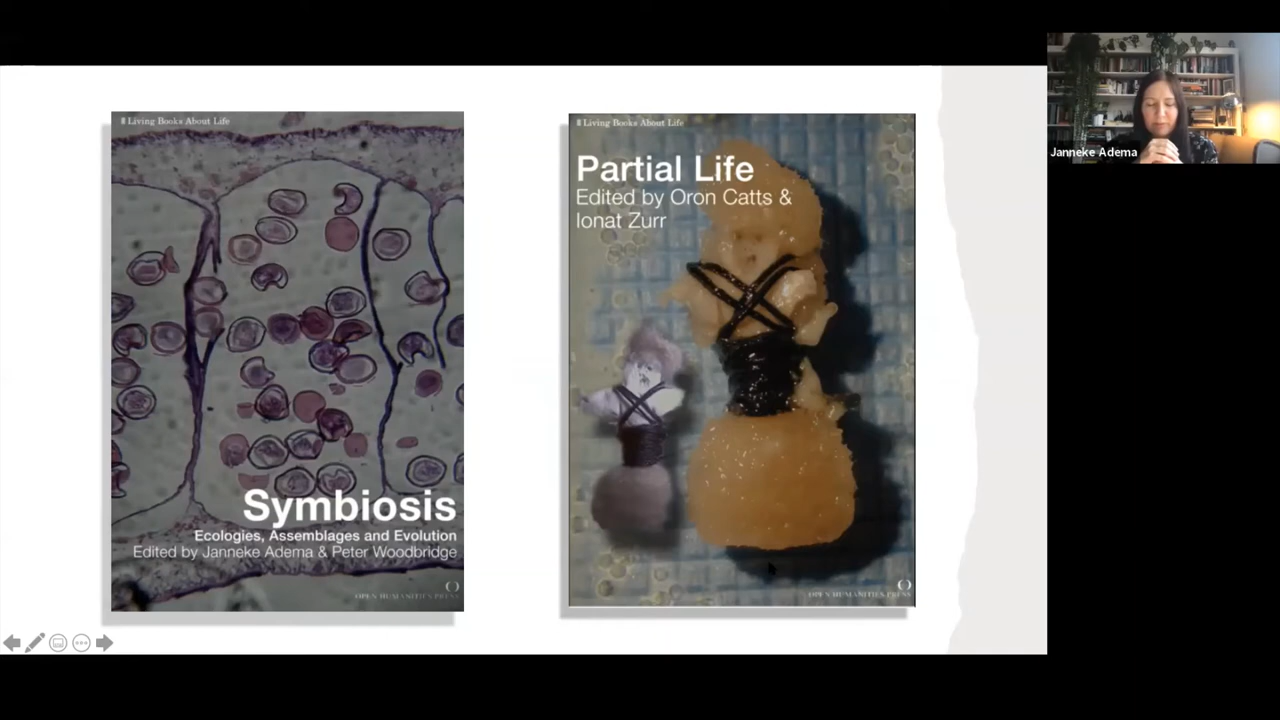 Living Books About Life
Symbiosis
Ecologies, Assemblages and Evolution
Edited by Janneke Adema & Peter Woodbridge
OPEN HUMANITIES PRESS
Living Books About Life
Partial Life
Edited by Oron Catts &
Ionat Zurr
OPEN HUMANITIES PRESS
Janneke Adema